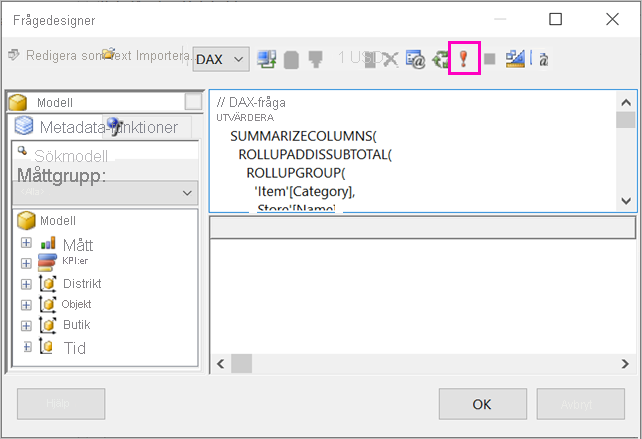 Frågedesigner
Redigera som text Importera... DAX 1 USD
Modell
Metadata-funktioner
Sökmodell
Måttgrupp:
Modell
Mått
KPI:er
Distrikt
Objekt
Butik
Tid
// DAX-fråga
UTVÄRDERA
SUMMARIZECOLUMNS(
ROLLUPADDISSUBTOTAL(
ROLLUPGROUP(
'Item'[Category],
Store'[Name]
Hjälp
OK
Avbryt